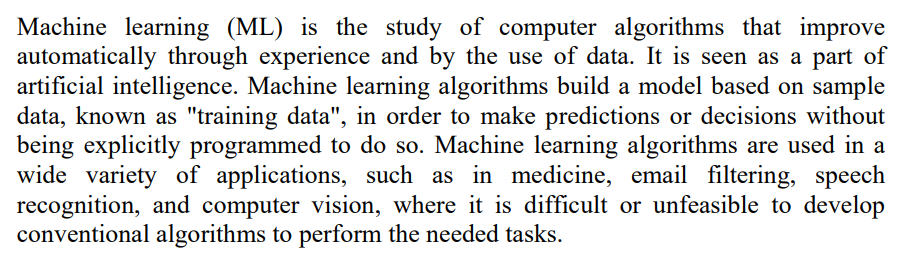 Machine learning (ML) is the study of computer algorithms that improve
automatically through experience and by the use of data. It is seen as a part of
artificial intelligence. Machine learning algorithms build a model based on sample
data, known as "training data", in order to make predictions or decisions without
being explicitly programmed to do so. Machine learning algorithms are used in a
wide variety of applications, such as in medicine, email filtering, speech
recognition, and computer vision, where it is difficult or unfeasible to develop
conventional algorithms to perform the needed tasks.